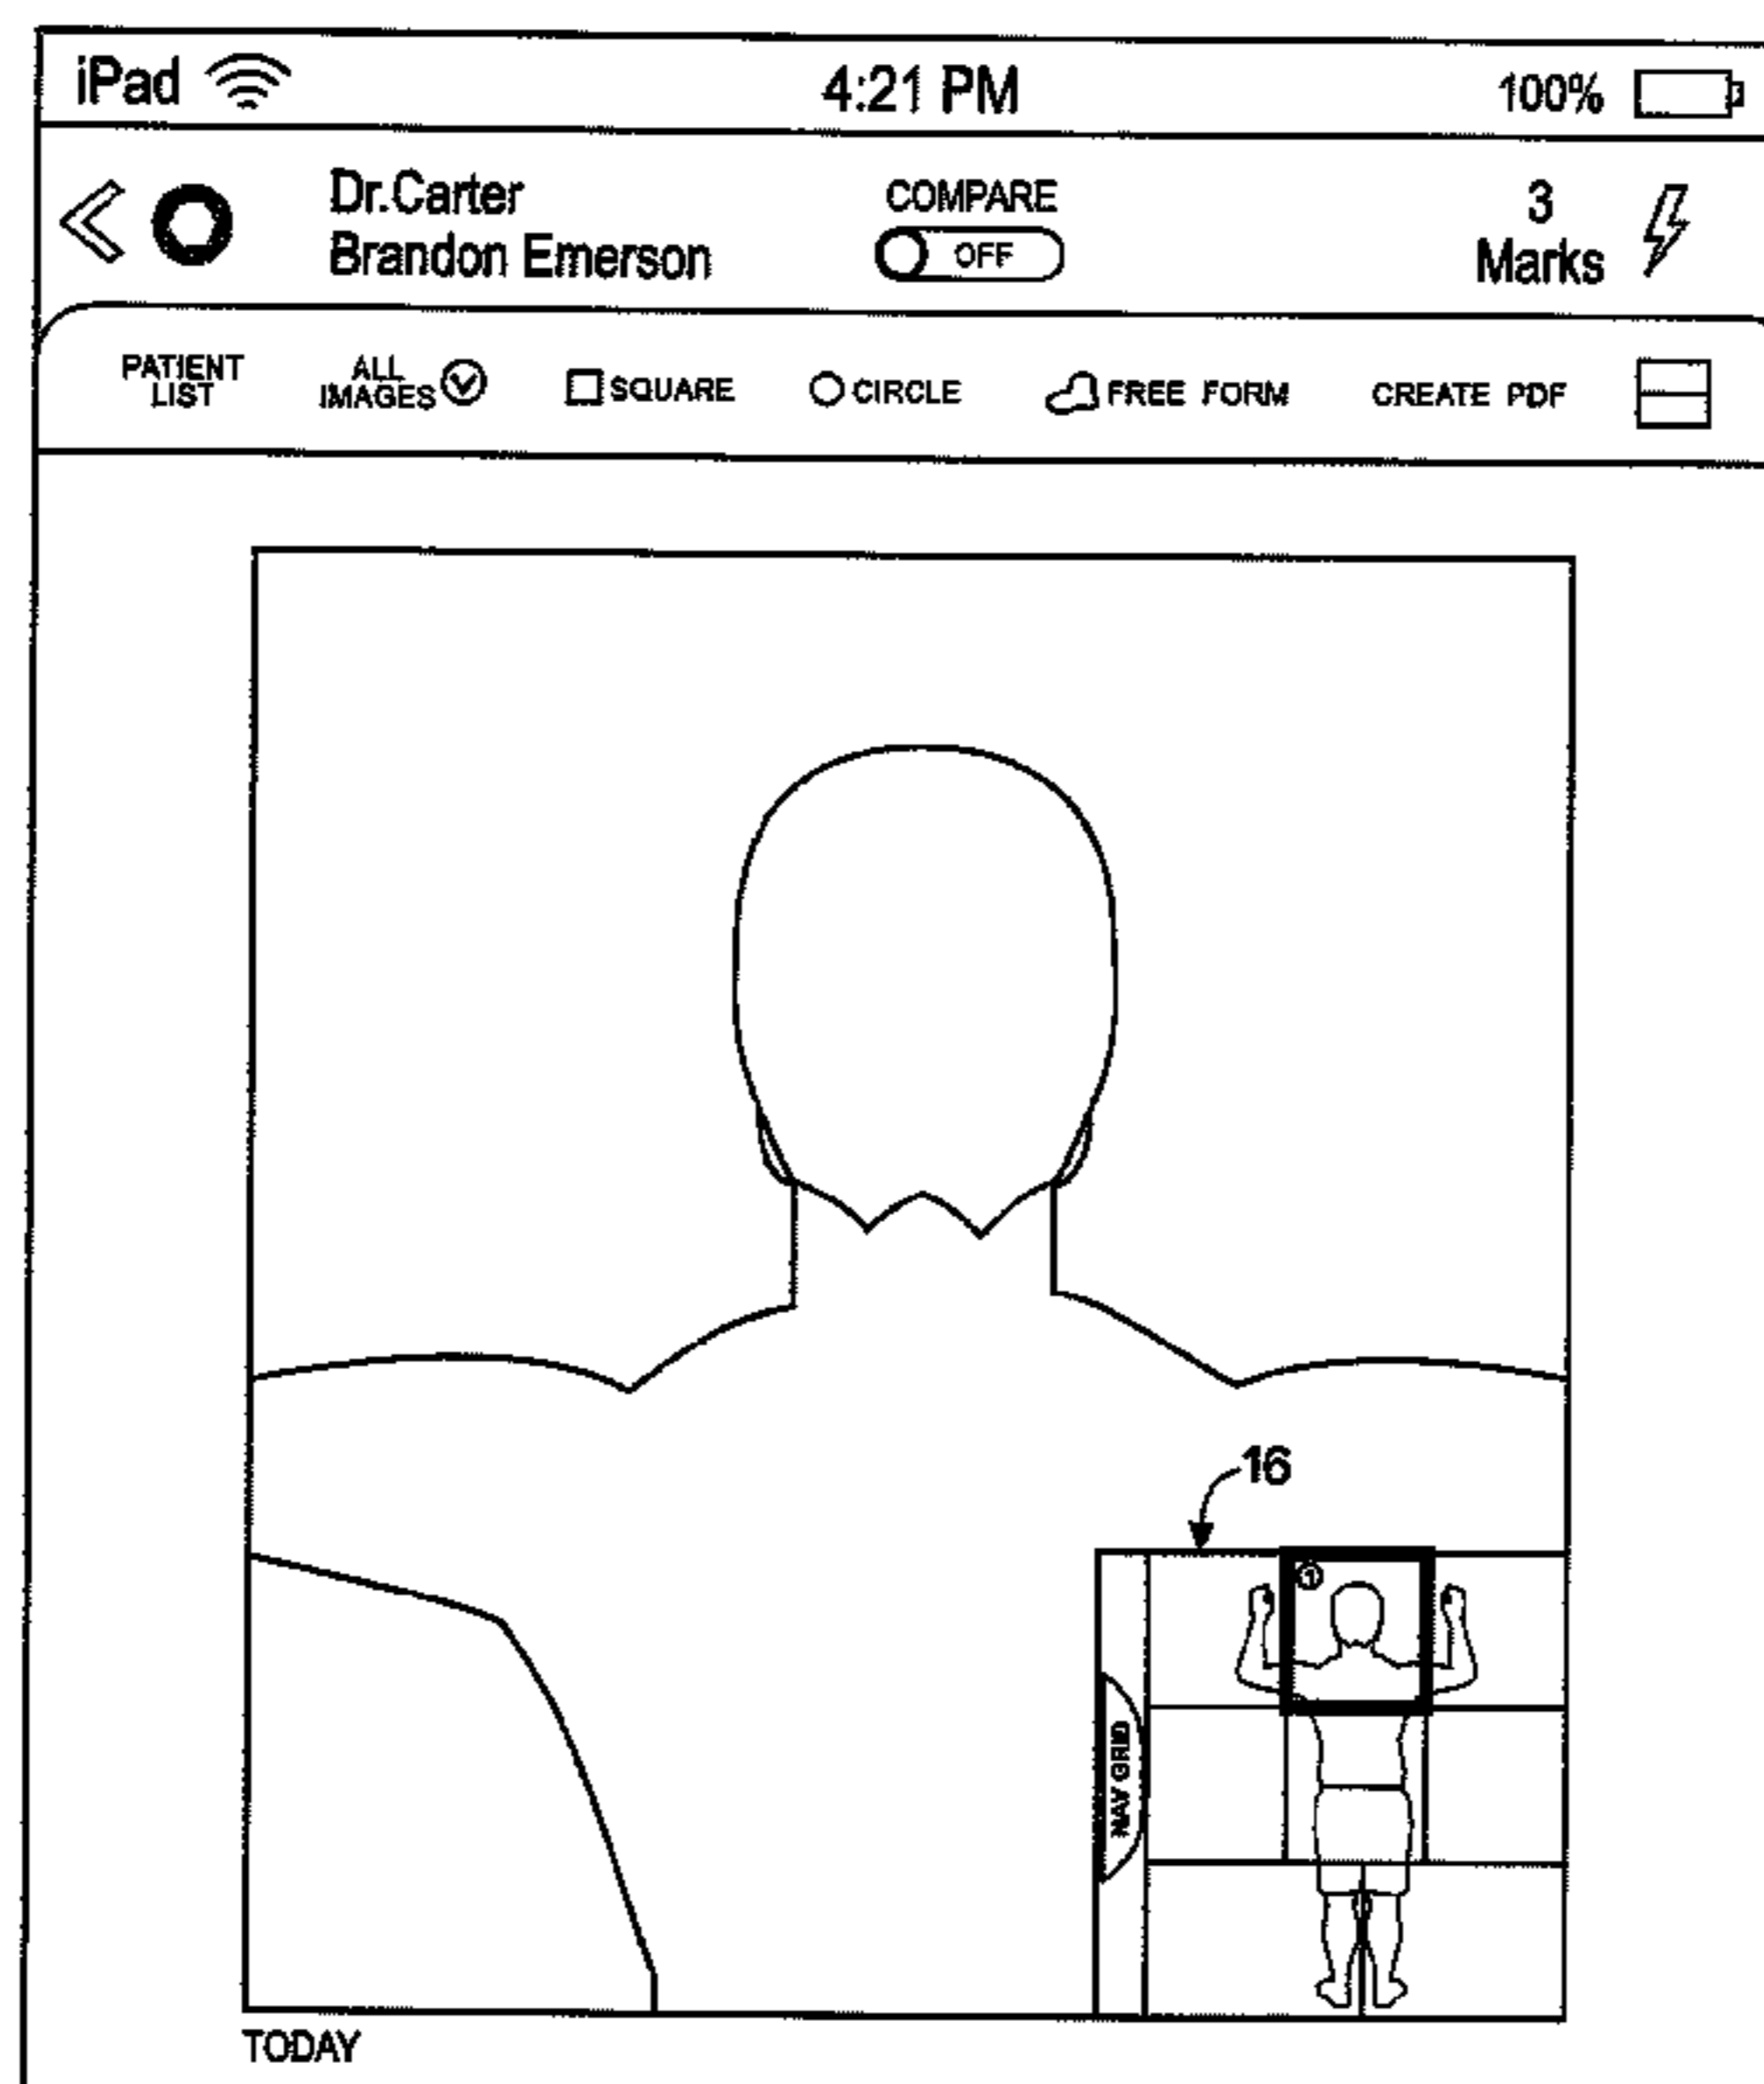 iPad 4:21 PM 100%
Dr.Carter COMPARE 3
Brandon Emerson OFF Marks
PATIENT ALL
LIST IMAGES SQUARE CIRCLE FREE FORM CREATE PDF
16
1
NAV GRID
TODAY